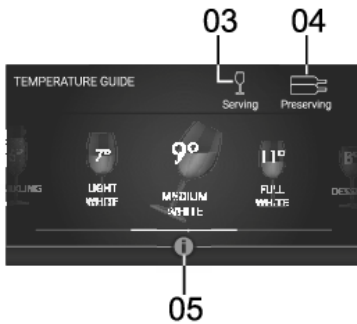 03 04
TEMPERATURE GUIDE
Serving Preserving
7° 9° 11°
LIGHT WHITE
MEDIUM WHITE
FULL WHITE
05